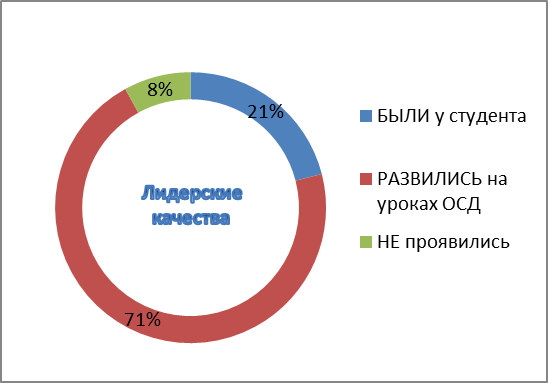 8%
21%
Лидерские
качества
71%
БЫЛИ у студента
РАЗВИЛИСЬ на
уроках ОСД
НЕ проявились